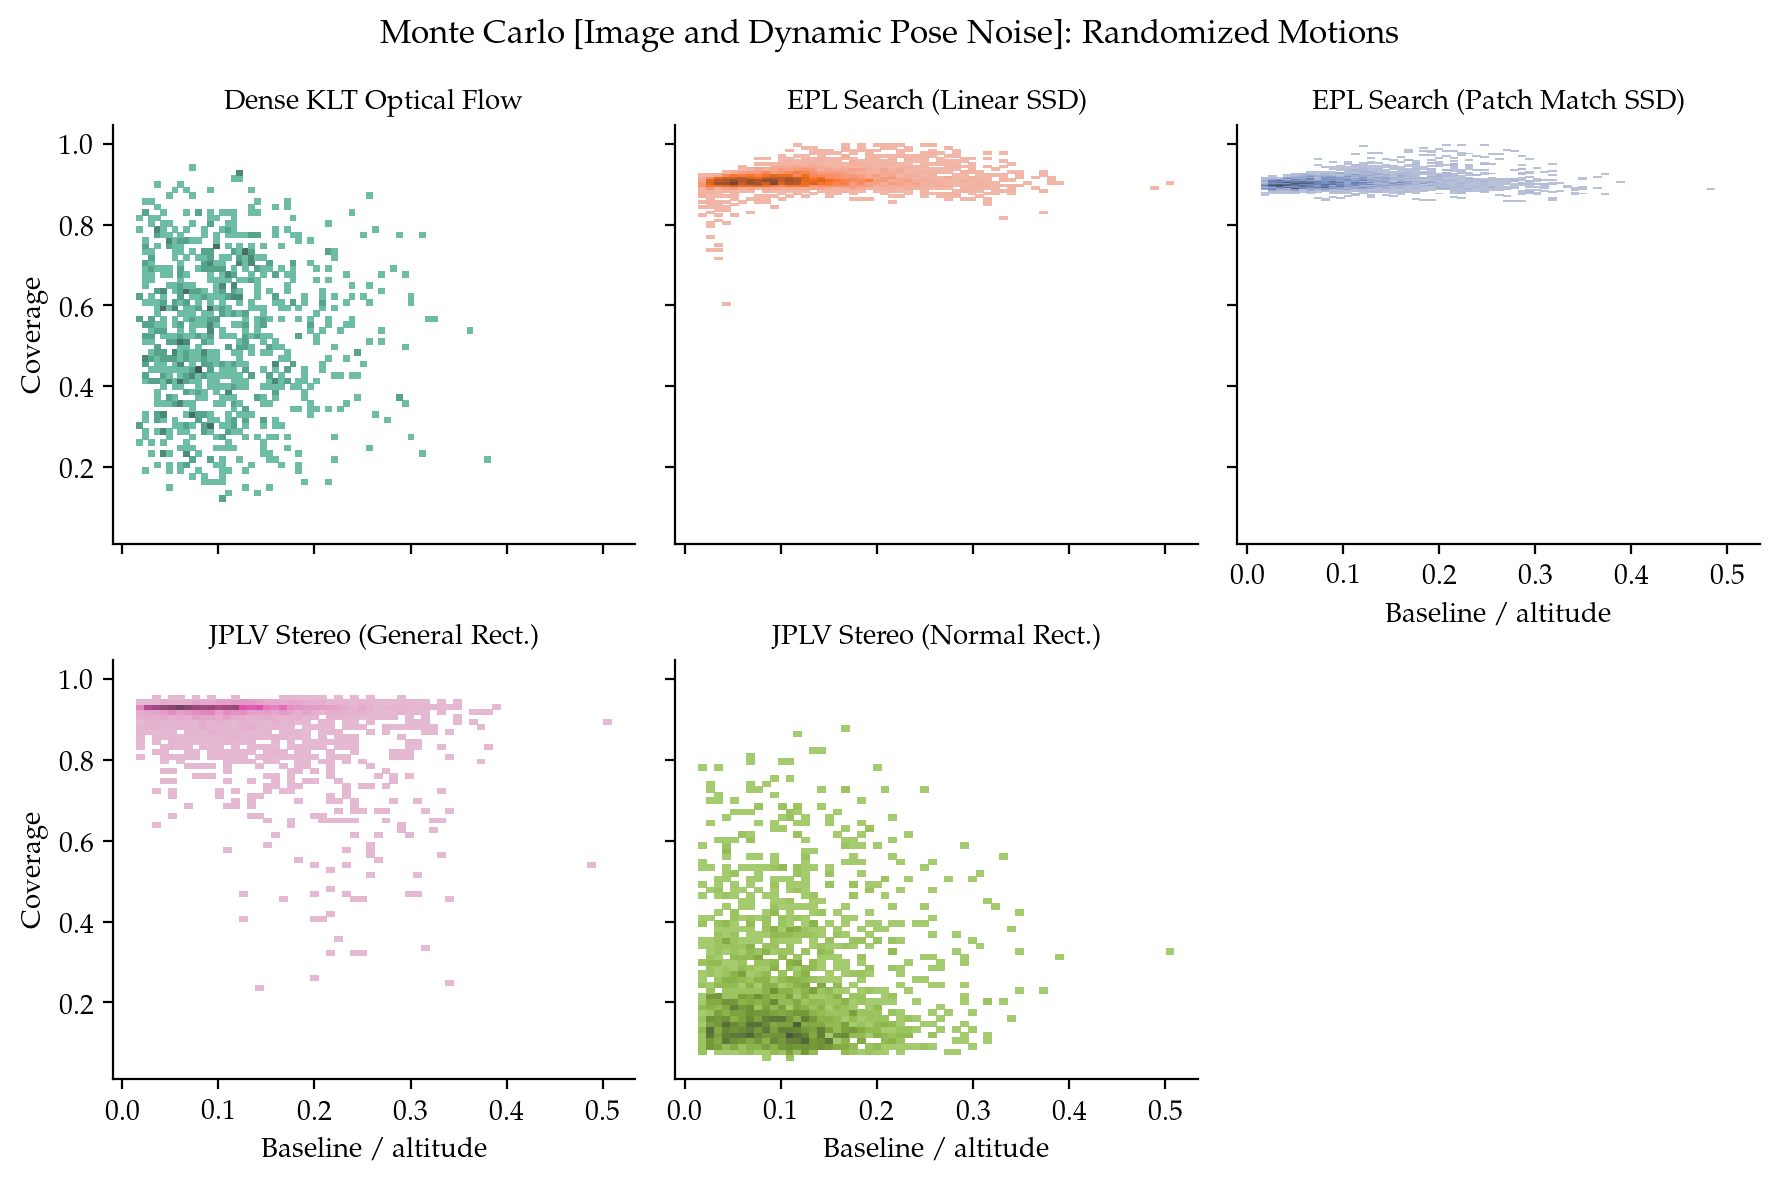 Monte Carlo [Image and Dynamic Pose Noise]: Randomized Motions
Dense KLT Optical Flow
EPL Search (Linear SSD)
EPL Search (Patch Match SSD)
1.0
0.8
0.6
0.4
0.2
Coverage
0.0 0.1 0.2 0.3 0.4 0.5
Baseline / altitude
JPLV Stereo (General Rect.)
JPLV Stereo (Normal Rect.)
1.0
0.8
0.6
0.4
0.2
Coverage
0.0 0.1 0.2 0.3 0.4 0.5
Baseline / altitude
0.0 0.1 0.2 0.3 0.4 0.5
Baseline / altitude